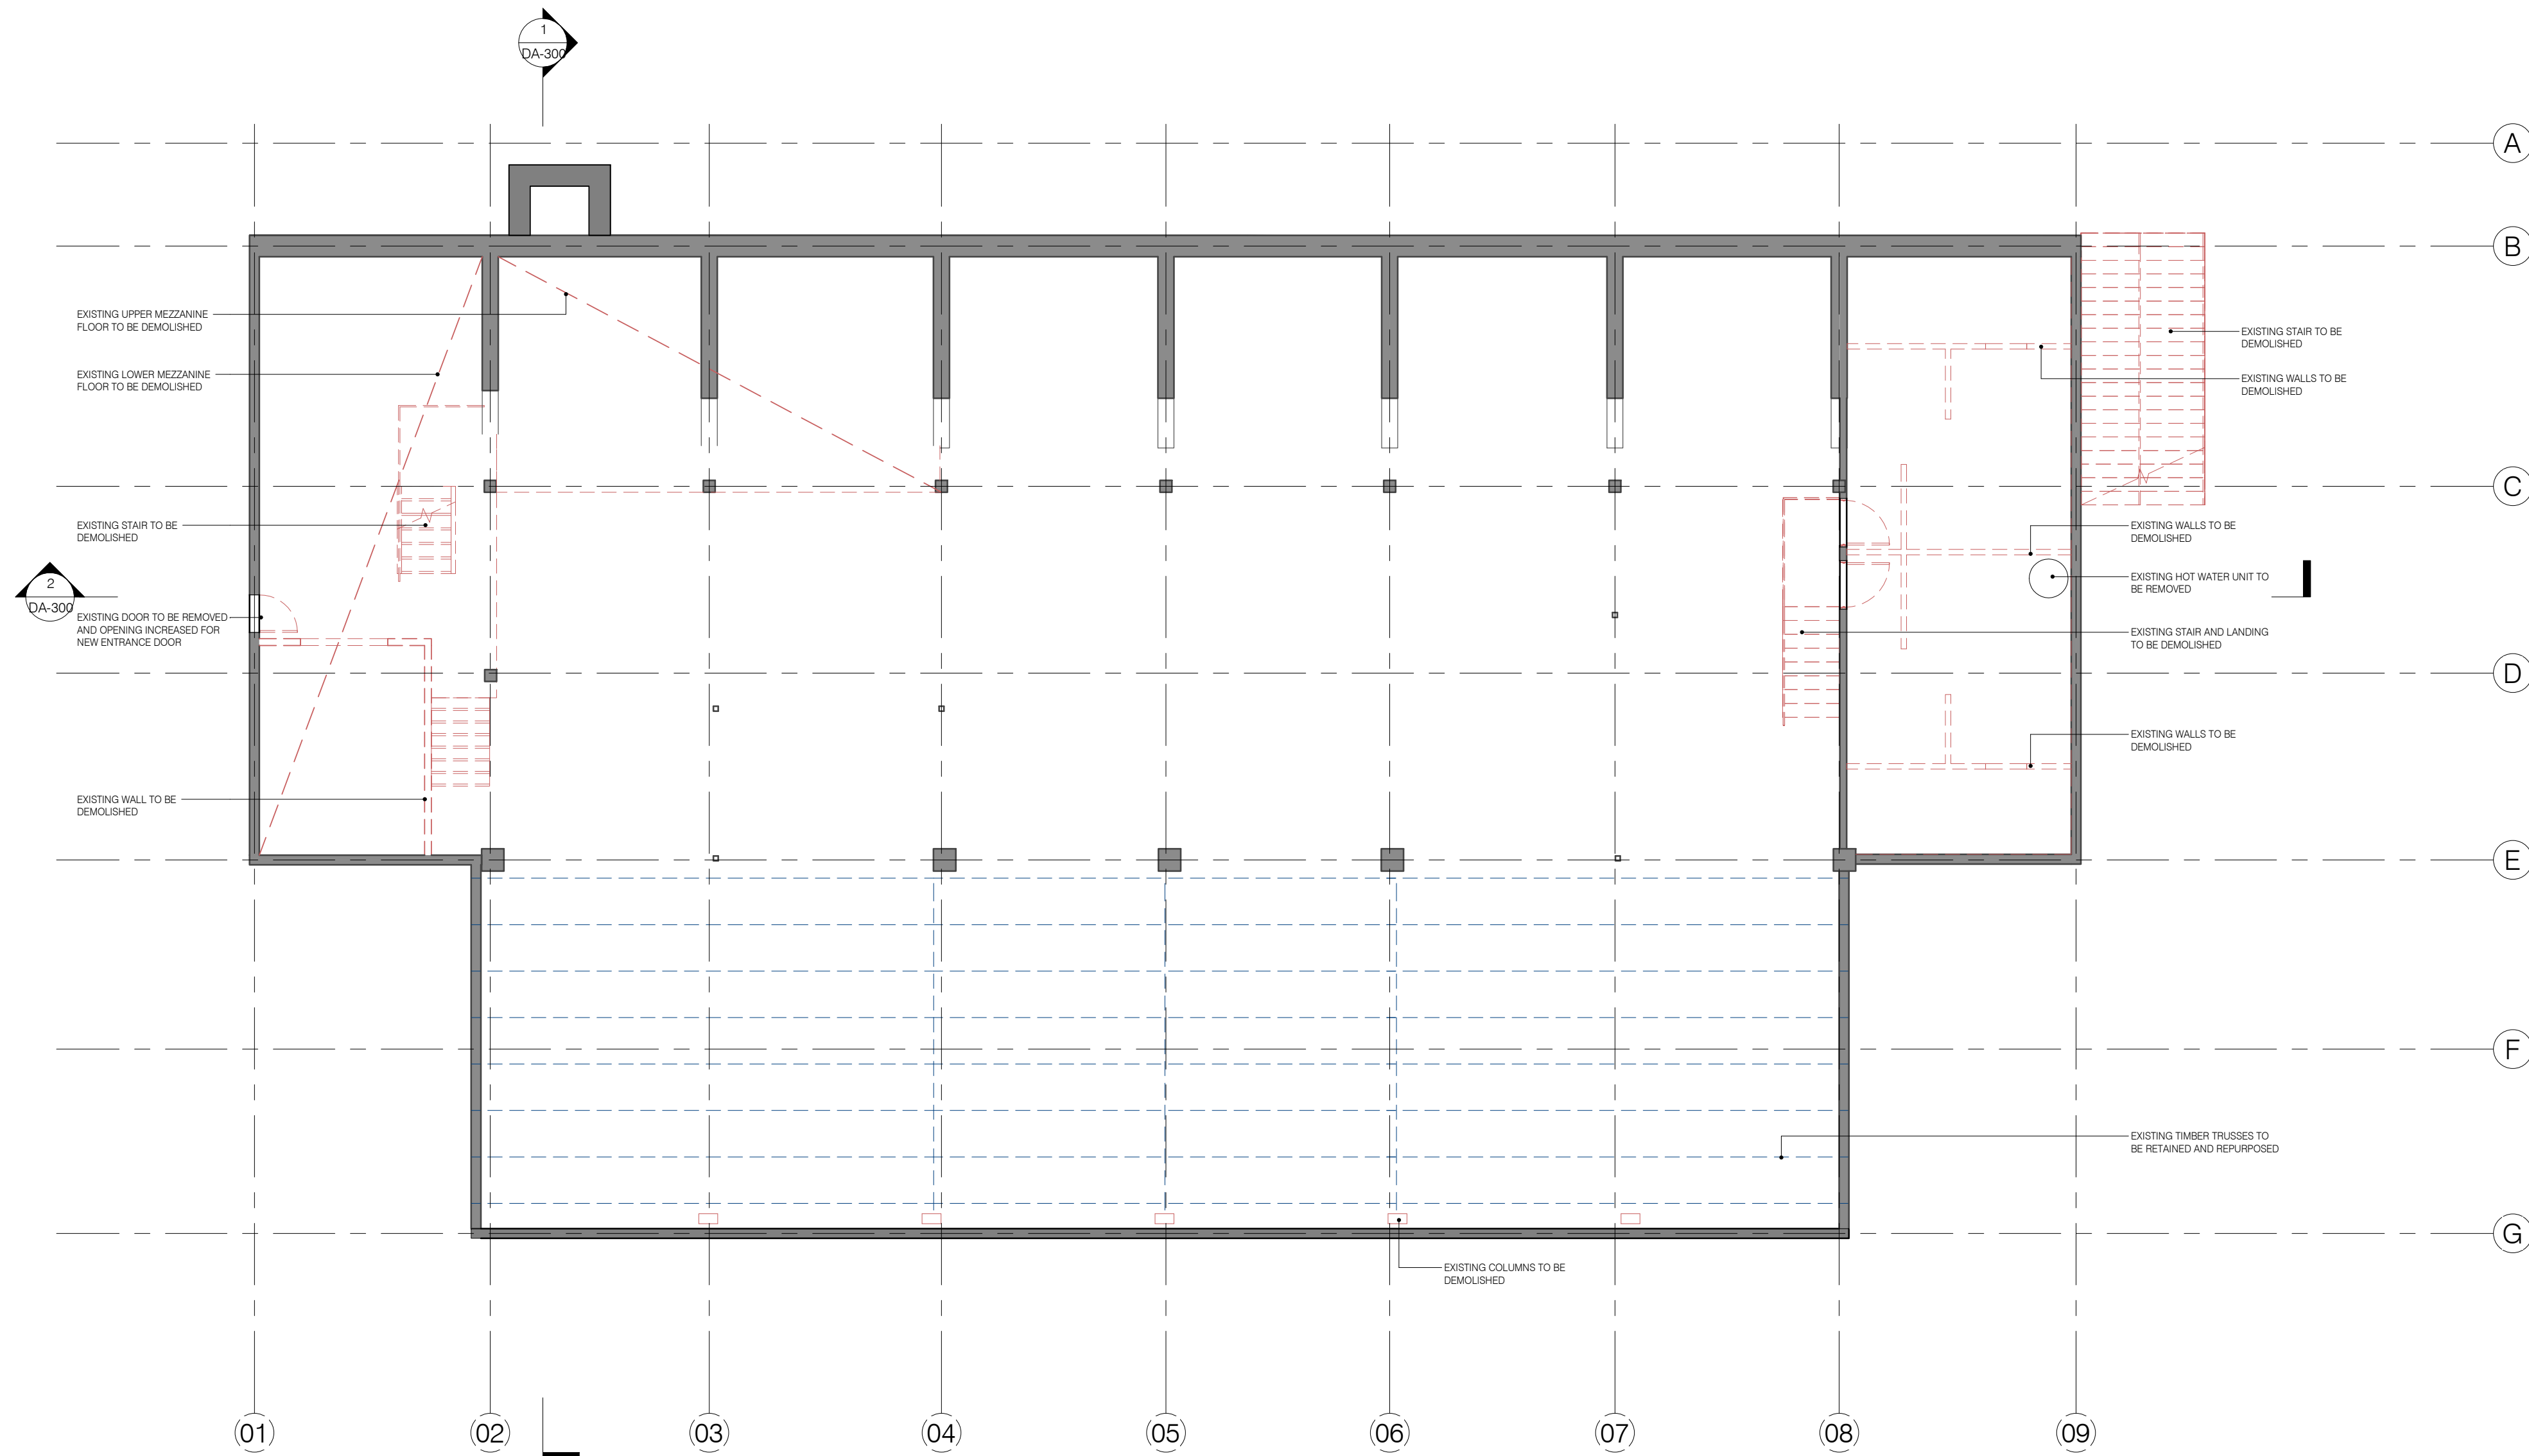 1
DA-300
A
B
EXISTING UPPER MEZZANINE
FLOOR TO BE DEMOLISHED
EXISTING STAIR TO BE
DEMOLISHED
EXISTING LOWER MEZZANINE
FLOOR TO BE DEMOLISHED
EXISTING WALLS TO BE
DEMOLISHED
C
EXISTING STAIR TO BE
DEMOLISHED
EXISTING WALLS TO BE
DEMOLISHED
2
DA-300
EXISTING HOT WATER UNIT TO
BE REMOVED
EXISTING DOOR TO BE REMOVED
AND OPENING INCREASED FOR
NEW ENTRANCE DOOR
EXISTING STAIR AND LANDING
TO BE DEMOLISHED
D
EXISTING WALLS TO BE
DEMOLISHED
EXISTING WALL TO BE
DEMOLISHED
E
F
EXISTING TIMBER TRUSSES TO
BE RETAINED AND REPURPOSED
G
EXISTING COLUMNS TO BE
DEMOLISHED
01 02 03 04 05 06 07 08 09